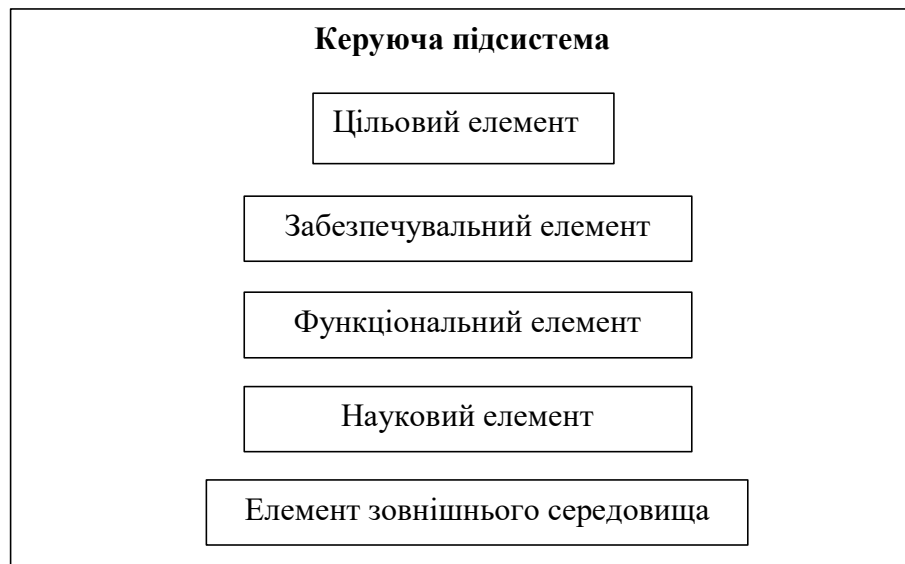 Керуюча підсистема
Цільовий елемент
Забезпечувальний елемент
Функціональний елемент
Науковий елемент
Елемент зовнішнього середовища